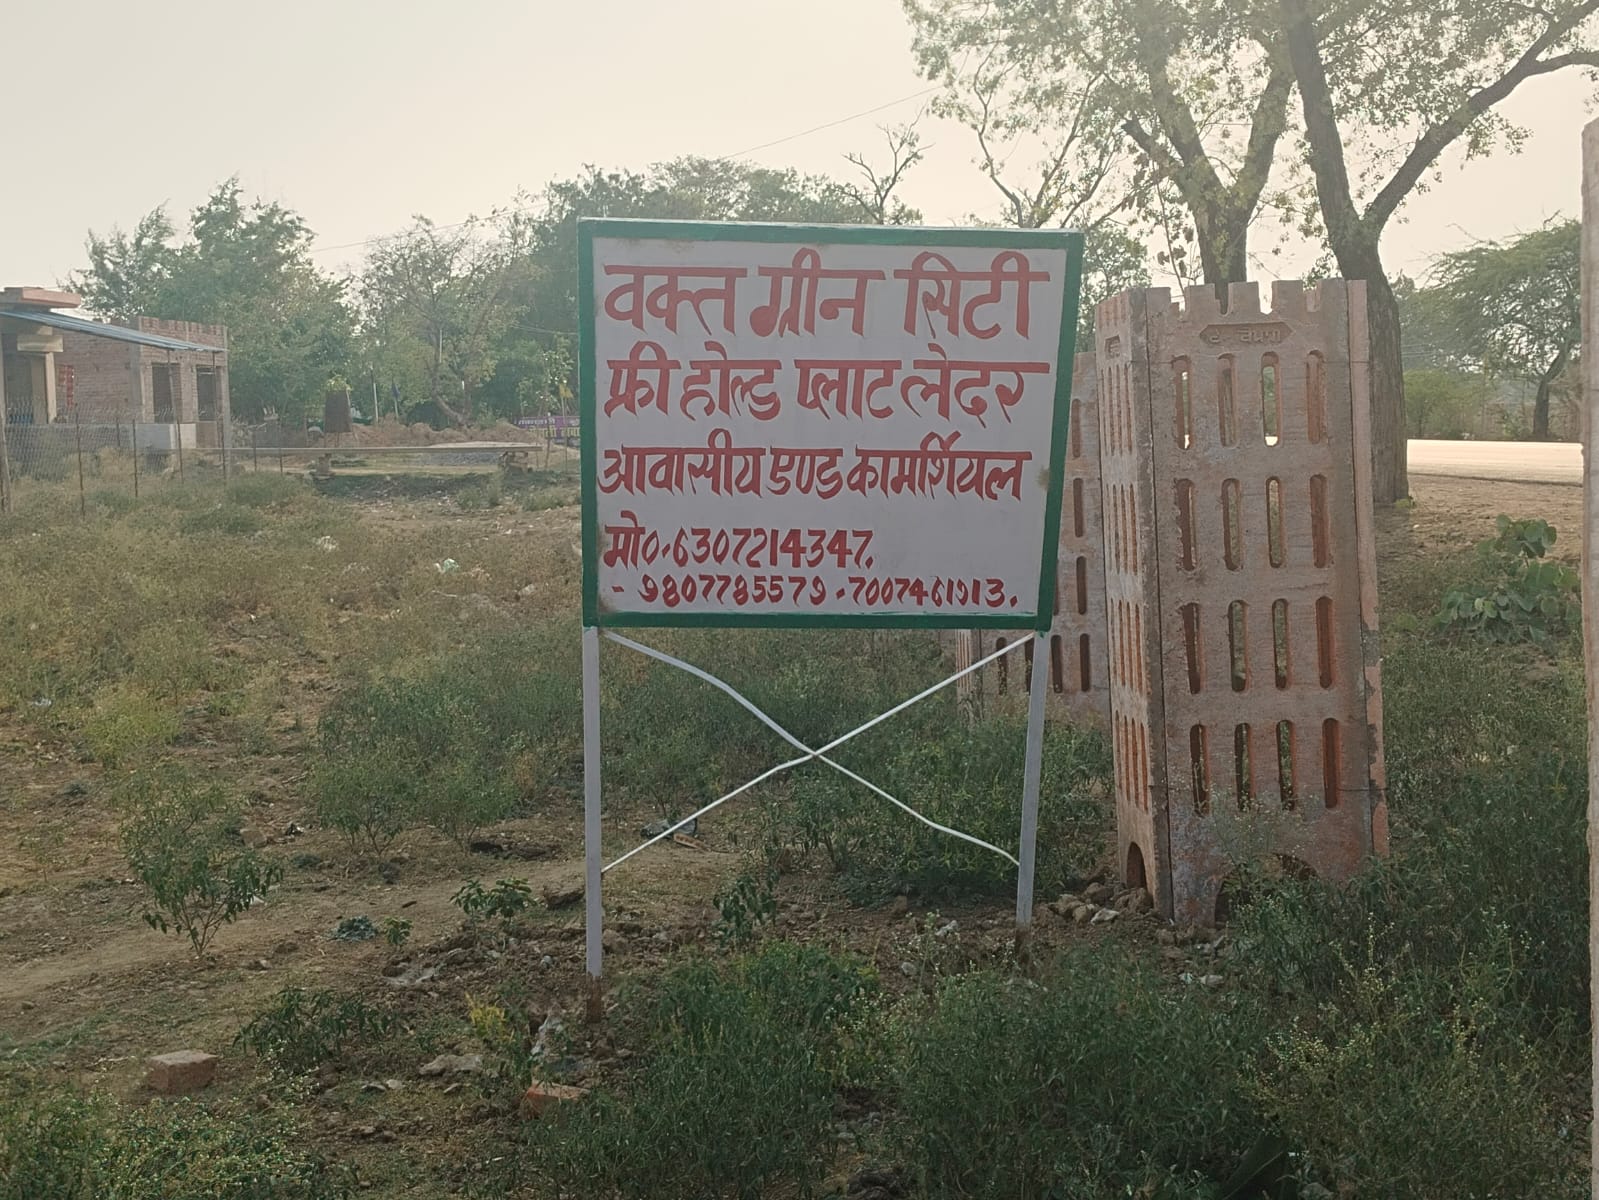 वक्त ग्रीन सिटी
फ्री होल्ड प्लाट लेदर
आवासीय एण्ड कामर्शियल
मो०-6307214347.
- 9807785579 - 7007461913.